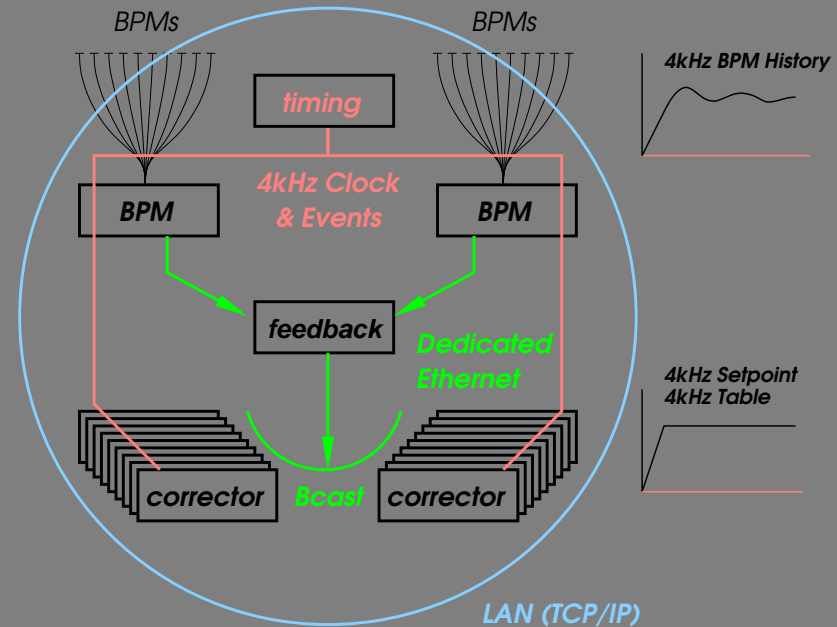 BPMs
BPMs
timing
4kHz BPM History
BPM
4kHz Clock
& Events
BPM
feedback
Dedicated
Ethernet
4kHz Setpoint
4kHz Table
corrector
Bcast
corrector
LAN (TCP/IP)